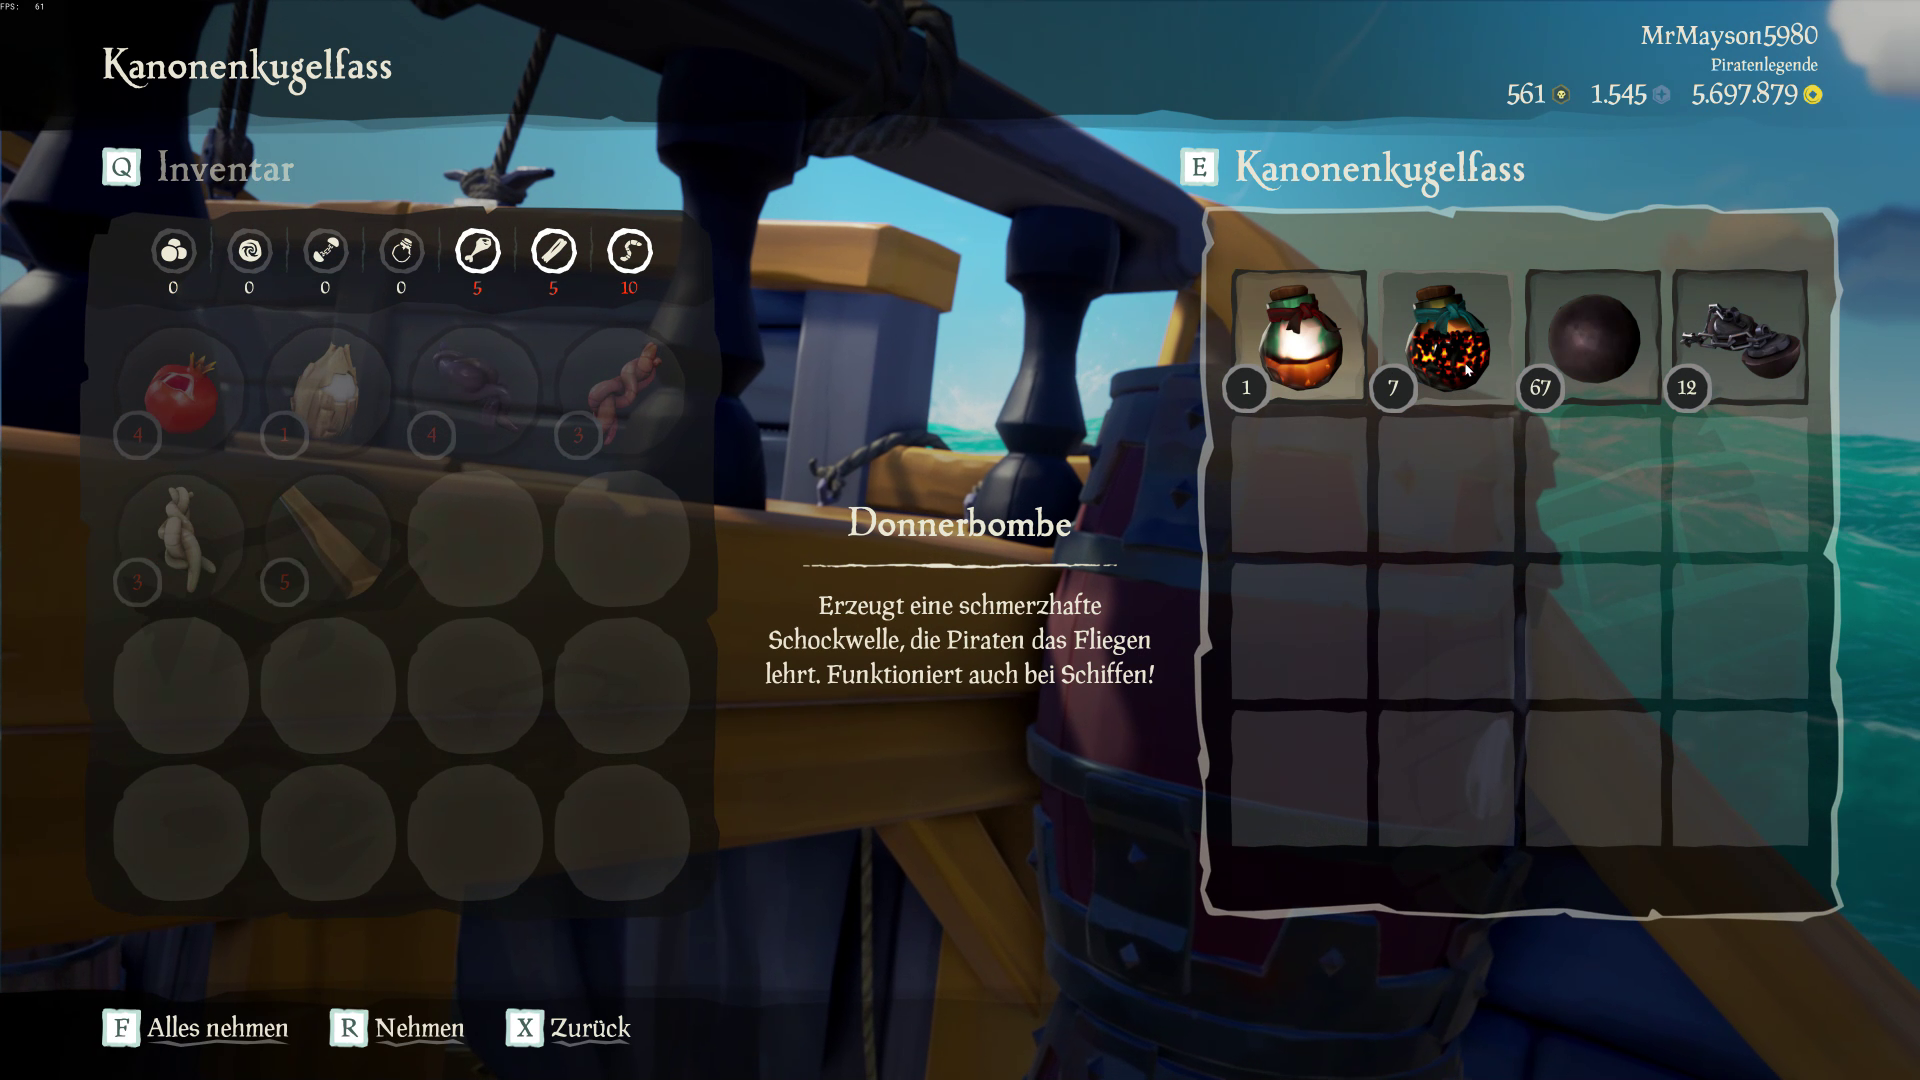 FPS: 61
Kanonenkugelfass
MrMayson5980
Piratenlegende
561 1.545 5.697.879
Q Inventar
E Kanonenkugelfass
0 0 0 0 5 5 10
1 7 67 12
4 1 4 3
3 5
Donnerbombe
Erzeugt eine schmerzhafte
Schockwelle, die Piraten das Fliegen
lehrt. Funktioniert auch bei Schiffen!
F Alles nehmen R Nehmen X Zurück